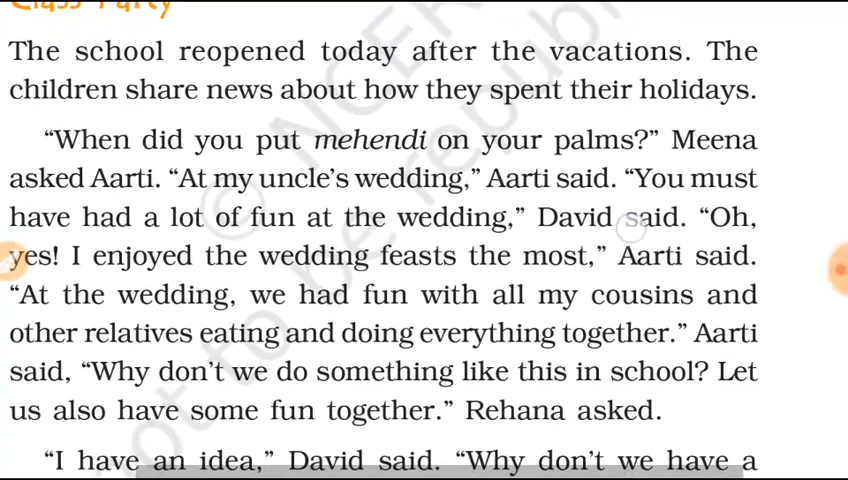 Class Party
The school reopened today after the vacations. The
children share news about how they spent their holidays.
“When did you put mehendi on your palms?” Meena
asked Aarti. “At my uncle’s wedding,” Aarti said. “You must
have had a lot of fun at the wedding,” David said. “Oh,
yes! I enjoyed the wedding feasts the most,” Aarti said.
“At the wedding, we had fun with all my cousins and
other relatives eating and doing everything together.” Aarti
said, “Why don’t we do something like this in school? Let
us also have some fun together.” Rehana asked.
“I have an idea,” David said. “Why don’t we have a